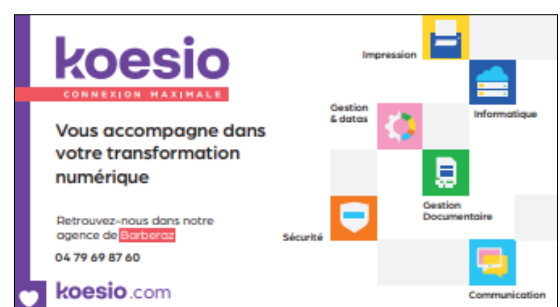 koesio
CONNEXION MAXIMALE
Vous accompagne dans
votre transformation
numérique
Retrouvez-nous dans notre
agence de Barberaz
04 79 69 87 60
koesio.com
Impression
Informatique
Gestion
& datas
Gestion
Documentaire
Sécurité
Communication